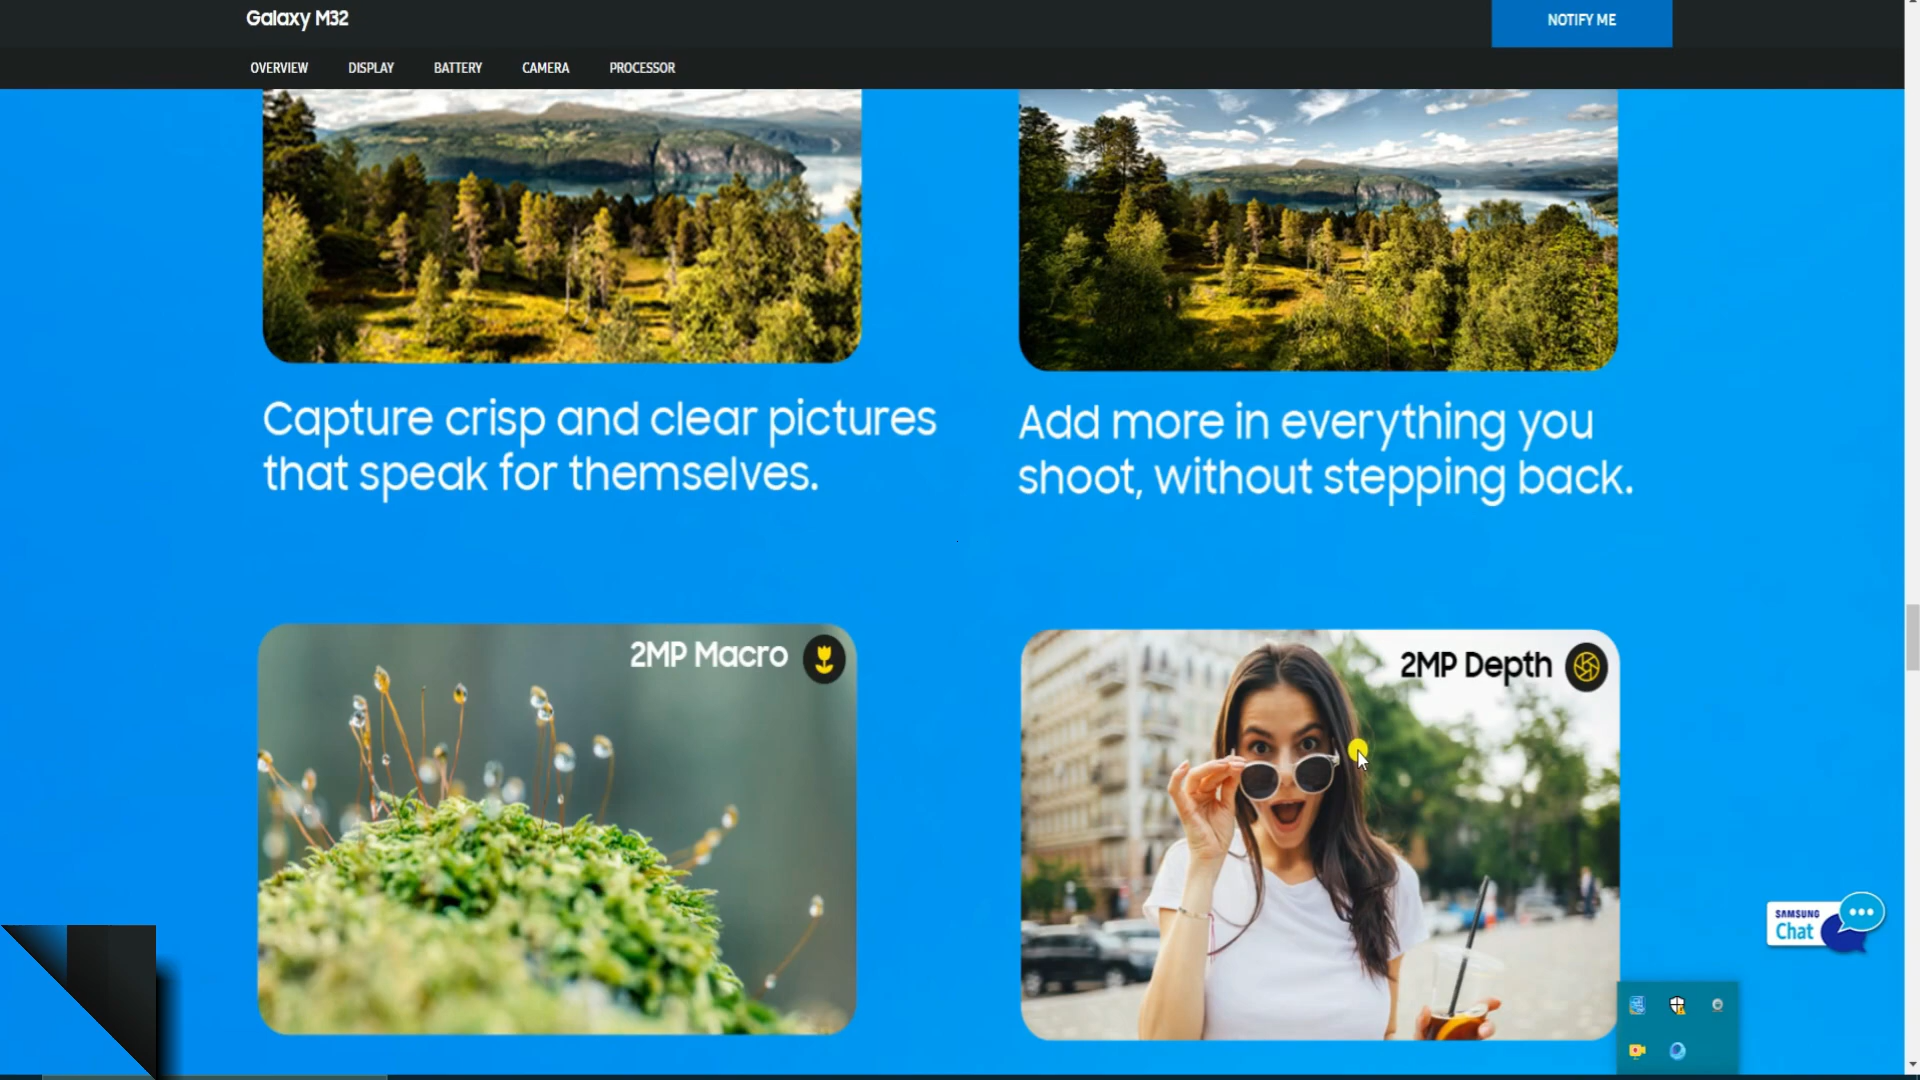 Galaxy M32
NOTIFY ME
OVERVIEW
DISPLAY
BATTERY
CAMERA
PROCESSOR
Capture crisp and clear pictures
that speak for themselves.
Add more in everything you
shoot, without stepping back.
2MP Macro
2MP Depth
SAMSUNG
Chat